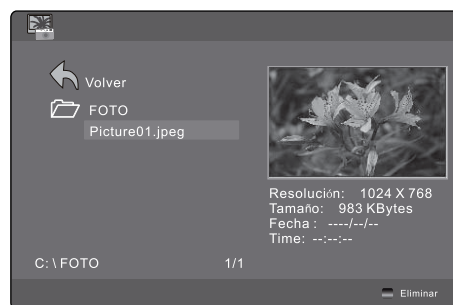 Volver
FOTO
Picture01.jpeg
Resolución: 1024 X 768
Tamaño: 983 KBytes
Fecha : ----/--/--
Time: --:--:--
C: \ FOTO 1/1
Eliminar